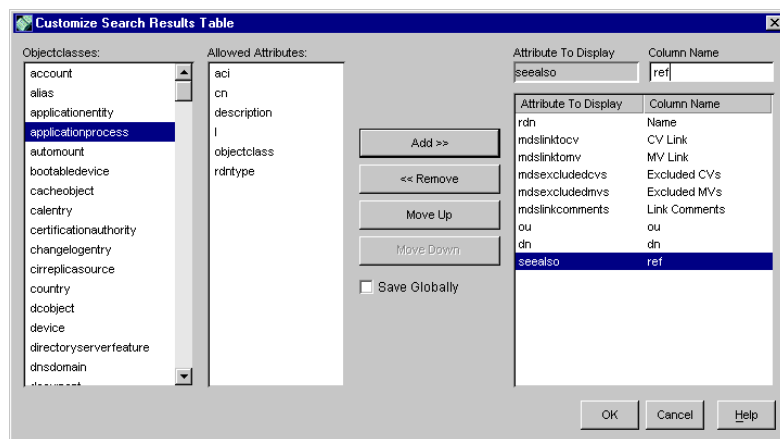 Customize Search Results Table
Objectclasses:
account
alias
applicationentity
applicationprocess
automount
bootabledevice
cacheobject
calentry
certificationauthority
changelogentry
cirreplicasource
country
dcobject
device
directoryserverfeature
dnsdomain
Allowed Attributes:
aci
cn
description
l
objectclass
rdntype
Add >>
<< Remove
Move Up
Move Down
Save Globally
Attribute To Display Column Name
seealso ref
Attribute To Display Column Name
rdn Name
mdslinktocv CV Link
mdslinktomv MV Link
mdsexcludedcvs Excluded CVs
mdsexcludedmvs Excluded MVs
mdslinkcomments Link Comments
ou ou
dn dn
seealso ref
OK Cancel Help